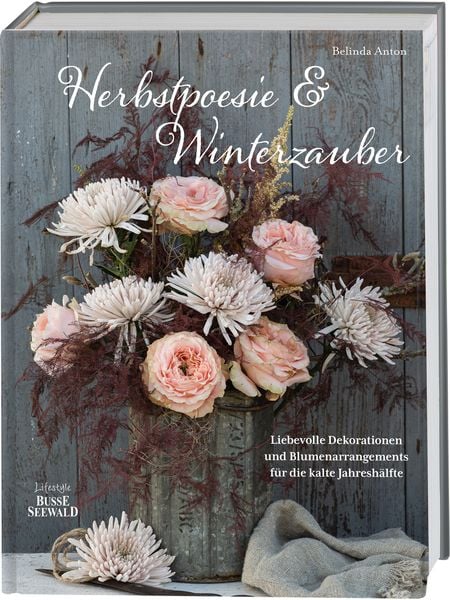 Belinda Anton
Herbstpoesie &
Winterzauber
Liebevolle Dekorationen
und Blumenarrangements
für die kalte Jahreshälfte
Lifestyle
BUSSE
SEEWALD